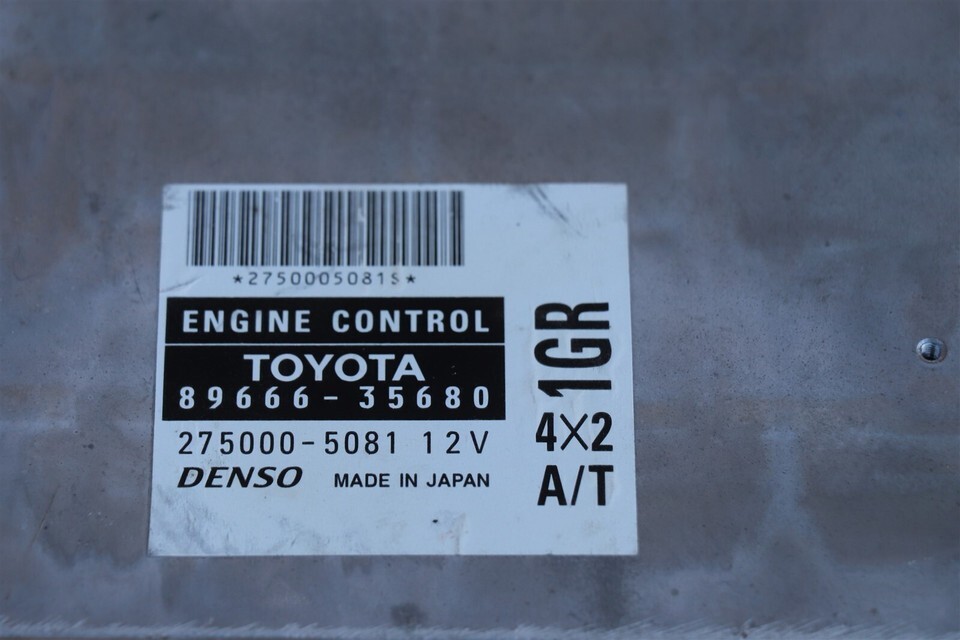 *2750005081S*
ENGINE CONTROL
TOYOTA
89666-35680
275000-5081 12V
DENSO MADE IN JAPAN
1GR
4X2
A/T